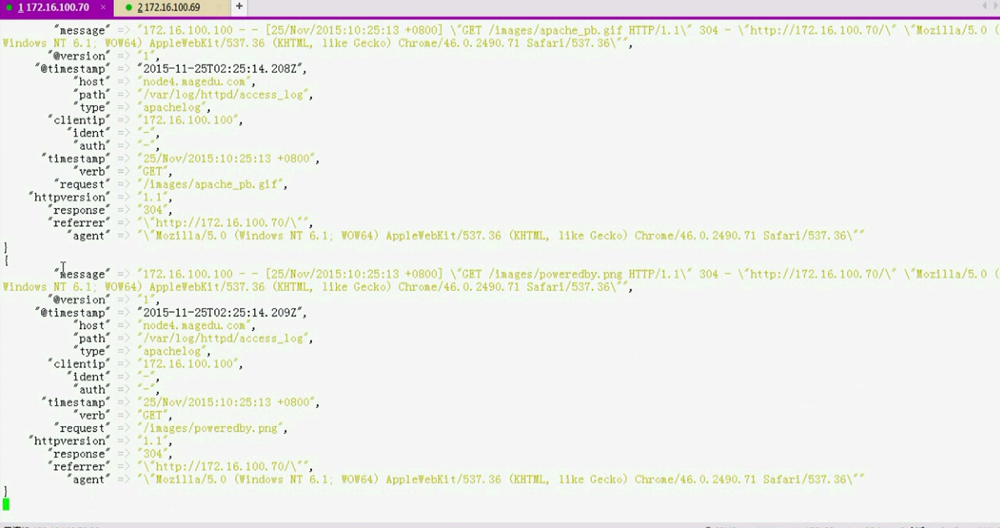 1 172.16.100.70 × 2 172.16.100.69 × +
"message" => "172.16.100.100 - - [25/Nov/2015:10:25:13 +0800] \"GET /images/apache_pb.gif HTTP/1.1\" 304 - \"http://172.16.100.70/\" \"Mozilla/5.0 (
Windows NT 6.1; WOW64) AppleWebKit/537.36 (KHTML, like Gecko) Chrome/46.0.2490.71 Safari/537.36\"",
"@version" => "1",
"@timestamp" => "2015-11-25T02:25:14.208Z",
"host" => "node4.magedu.com",
"path" => "/var/log/httpd/access_log",
"type" => "apachelog",
"clientip" => "172.16.100.100",
"ident" => "-",
"auth" => "-",
"timestamp" => "25/Nov/2015:10:25:13 +0800",
"verb" => "GET",
"request" => "/images/apache_pb.gif",
"httpversion" => "1.1",
"response" => "304",
"referrer" => "\"http://172.16.100.70/\"",
"agent" => "\"Mozilla/5.0 (Windows NT 6.1; WOW64) AppleWebKit/537.36 (KHTML, like Gecko) Chrome/46.0.2490.71 Safari/537.36\""
}
{
"message" => "172.16.100.100 - - [25/Nov/2015:10:25:13 +0800] \"GET /images/poweredby.png HTTP/1.1\" 304 - \"http://172.16.100.70/\" \"Mozilla/5.0 (
Windows NT 6.1; WOW64) AppleWebKit/537.36 (KHTML, like Gecko) Chrome/46.0.2490.71 Safari/537.36\"",
"@version" => "1",
"@timestamp" => "2015-11-25T02:25:14.209Z",
"host" => "node4.magedu.com",
"path" => "/var/log/httpd/access_log",
"type" => "apachelog",
"clientip" => "172.16.100.100",
"ident" => "-",
"auth" => "-",
"timestamp" => "25/Nov/2015:10:25:13 +0800",
"verb" => "GET",
"request" => "/images/poweredby.png",
"httpversion" => "1.1",
"response" => "304",
"referrer" => "\"http://172.16.100.70/\"",
"agent" => "\"Mozilla/5.0 (Windows NT 6.1; WOW64) AppleWebKit/537.36 (KHTML, like Gecko) Chrome/46.0.2490.71 Safari/537.36\""
}